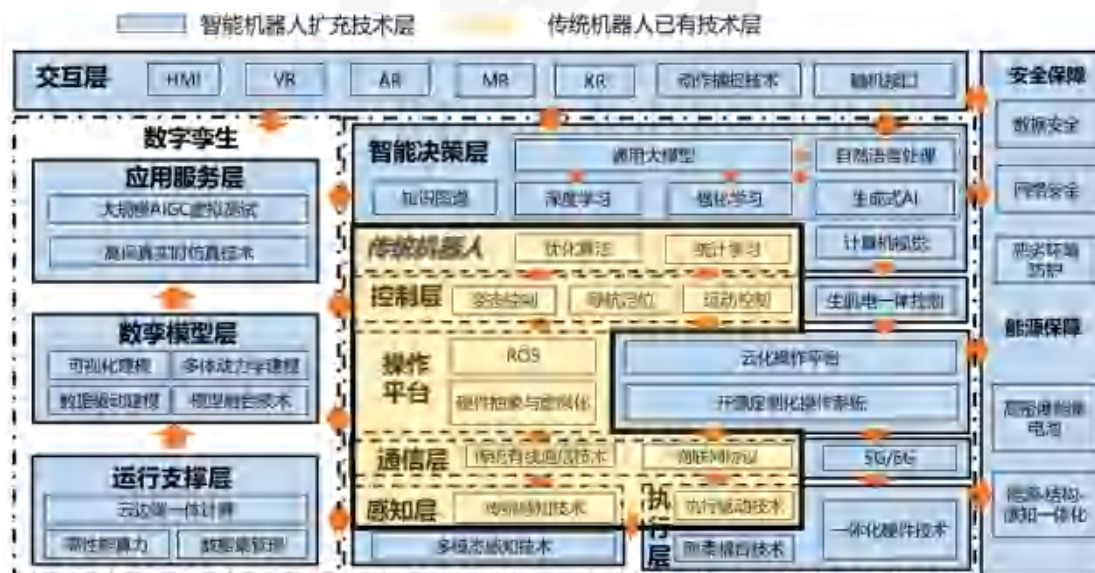 智能机器人扩充技术层
传统机器人已有技术层
交互层
HMI
VR
AR
MR
XR
动作捕捉技术
脑机接口
数字孪生
应用服务层
大规模AIGC虚拟测试
高保真实时仿真技术
数孪模型层
可视化建模
多体动力学建模
数据驱动建模
模型融合技术
运行支撑层
云边端一体计算
高性能算力
数据集管理
智能决策层
通用大模型
自然语言处理
知识图谱
深度学习
强化学习
生成式AI
传统机器人
优化算法
统计学习
计算机视觉
控制层
姿态控制
导航定位
运动控制
生肌电一体控制
操作
平台
ROS
硬件抽象与虚拟化
云化操作平台
开源定制化操作系统
通信层
传统有线通信技术
物联网协议
5G/6G
感知层
传统感知技术
多模态感知技术
执
行
层
执行驱动技术
刚柔耦合技术
一体化硬件技术
安全保障
数据安全
网络安全
恶劣环境
防护
能源保障
高密度储能
电池
能源-结构-
感知一体化